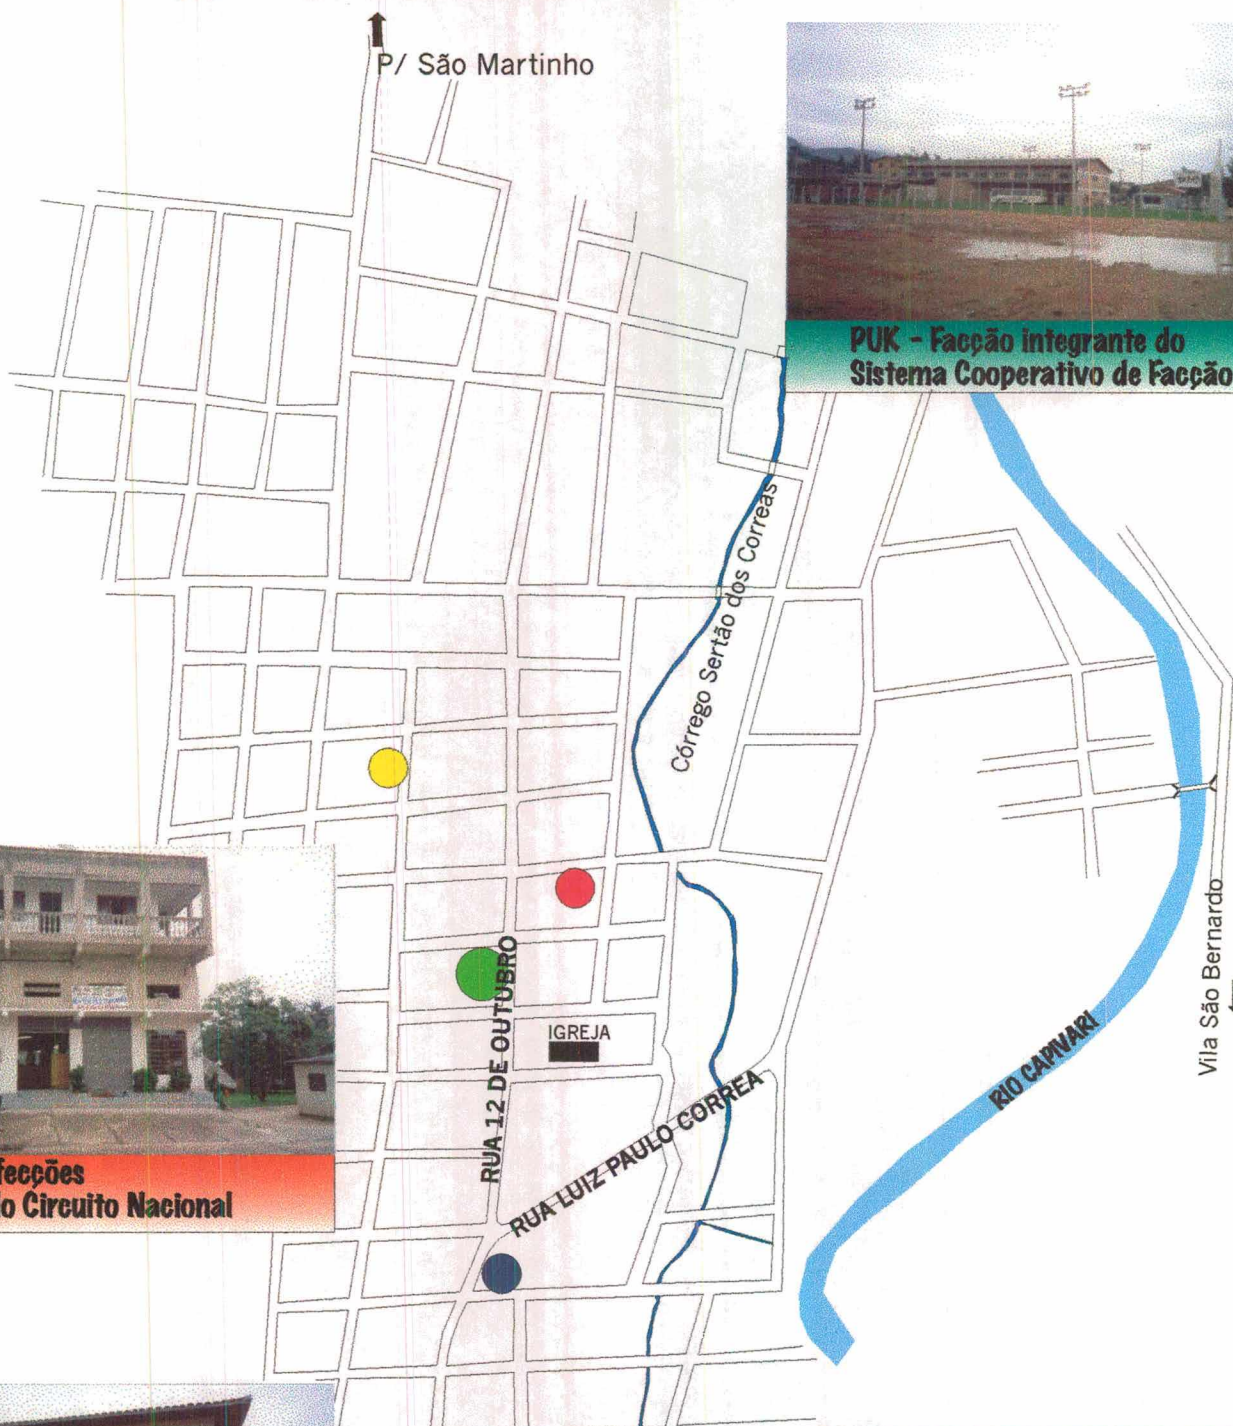 P/ São Martinho
PUK - Facção integrante do
Sistema Cooperativo de Facção
Córrego Sertão dos Correas
Vila São Bernardo
RUA 12 DE OUTUBRO
IGREJA
RUA LUIZ PAULO CORREA
RIO CAPIVARI
fecções
o Circuito Nacional